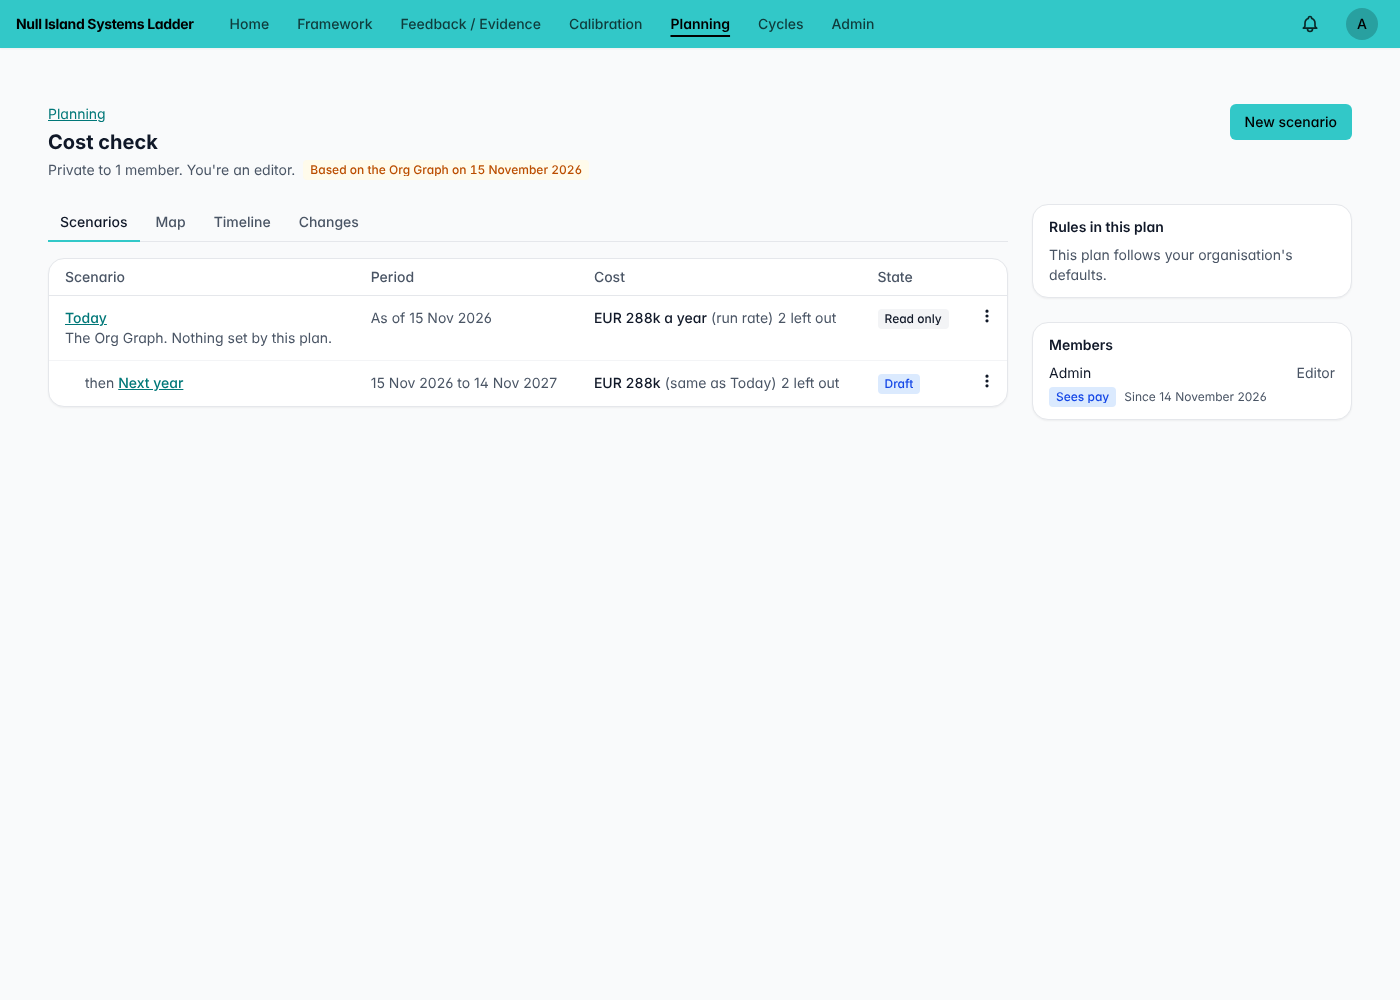 Null Island Systems Ladder
Home
Framework
Feedback / Evidence
Calibration
Planning
Cycles
Admin
A
Planning
Cost check
Private to 1 member. You're an editor. Based on the Org Graph on 15 November 2026
New scenario
Scenarios
Map
Timeline
Changes
Scenario Period Cost State
Today As of 15 Nov 2026 EUR 288k a year (run rate) 2 left out Read only
The Org Graph. Nothing set by this plan.
then Next year 15 Nov 2026 to 14 Nov 2027 EUR 288k (same as Today) 2 left out Draft
Rules in this plan
This plan follows your organisation's
defaults.
Members
Admin Editor
Sees pay Since 14 November 2026